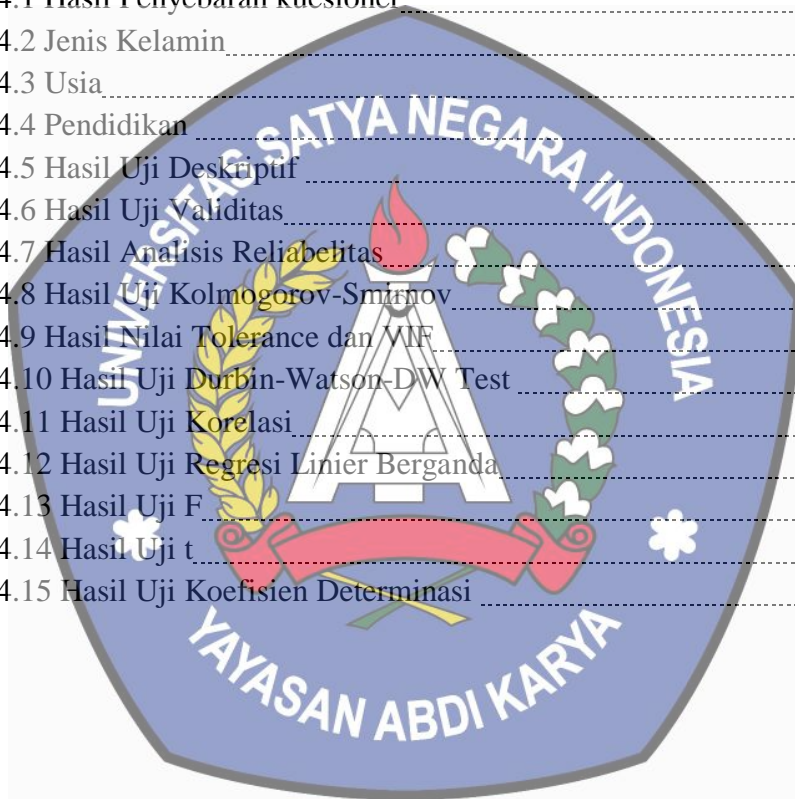 4.1 Hasil Penyebaran kuesioner
4.2 Jenis Kelamin
4.3 Usia
4.4 Pendidikan
4.5 Hasil Uji Deskriptif
4.6 Hasil Uji Validitas
4.7 Hasil Analisis Reliabelitas
4.8 Hasil Uji Kolmogorov-Smirnov
4.9 Hasil Nilai Tolerance dan VIF
4.10 Hasil Uji Durbin-Watson-DW Test
4.11 Hasil Uji Korelasi
4.12 Hasil Uji Regresi Linier Berganda
4.13 Hasil Uji F
4.14 Hasil Uji t
4.15 Hasil Uji Koefisien Determinasi
UNIVERSITAS SATYA NEGARA INDONESIA
YAYASAN ABDI KARYA